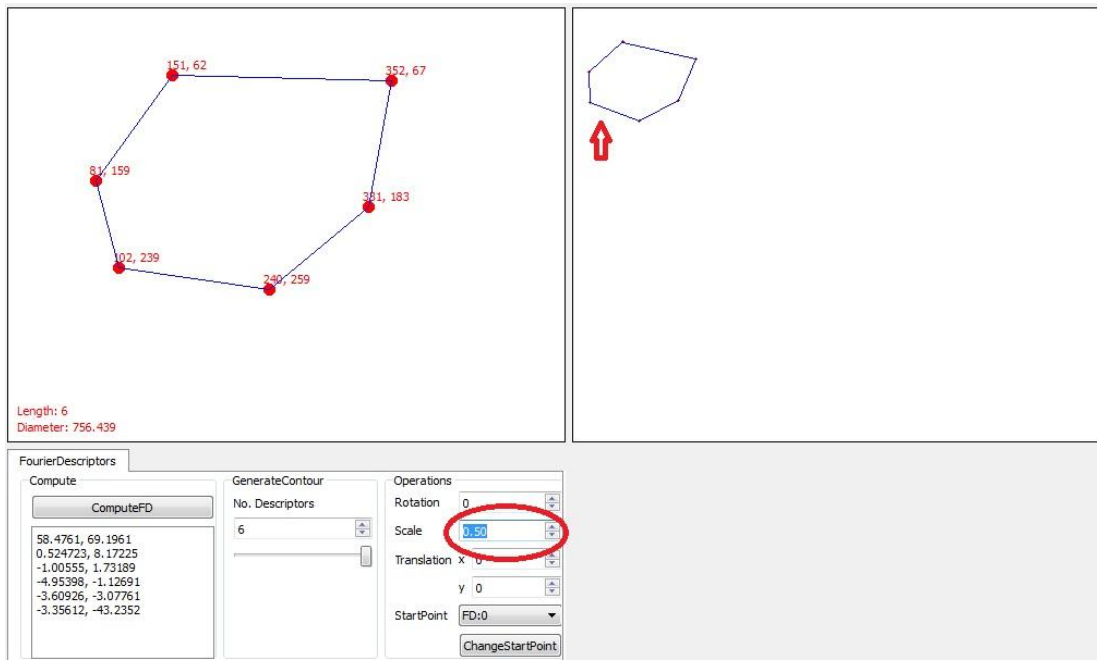 151, 62
352, 67
81, 159
331, 183
102, 239
240, 259
Length: 6
Diameter: 756.439
FourierDescriptors
Compute
ComputeFD
58.4761, 69.1961
0.524723, 8.17225
-1.00555, 1.73189
-4.95398, -1.12691
-3.60926, -3.07761
-3.35612, -43.2352
GenerateContour
No. Descriptors
6
Operations
Rotation 0
Scale 0.50
Translation x 0
y 0
StartPoint FD:0
ChangeStartPoint